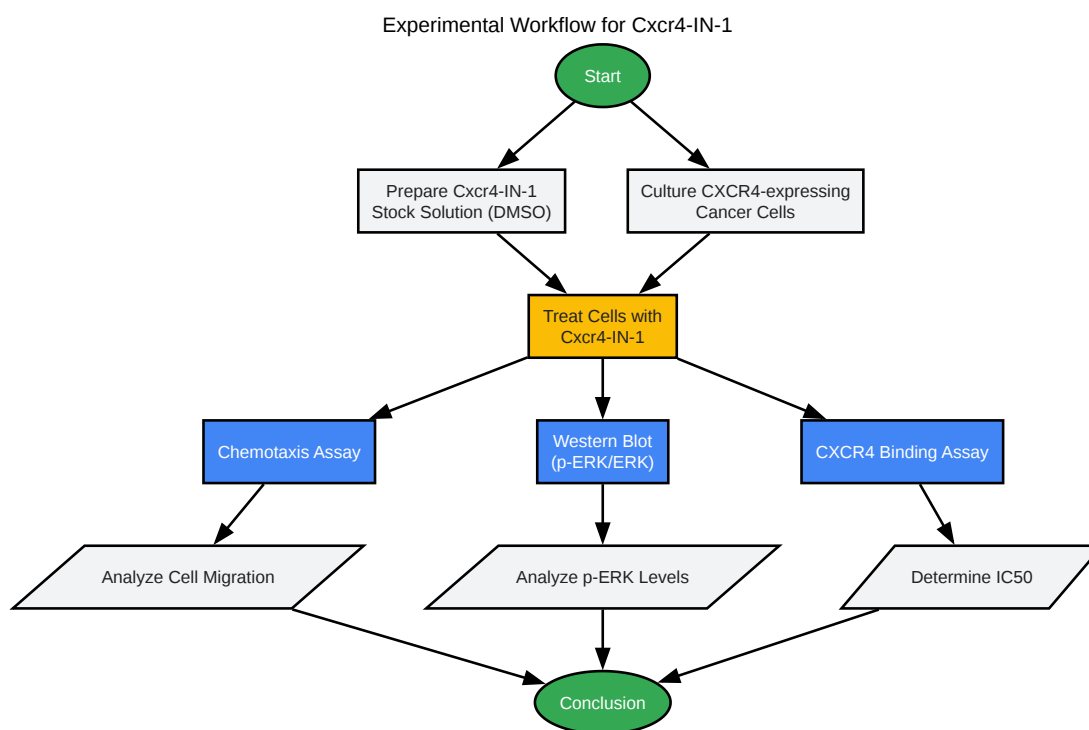 Experimental Workflow for Cxcr4-IN-1
Start
Prepare Cxcr4-IN-1
Stock Solution (DMSO)
Culture CXCR4-expressing
Cancer Cells
Treat Cells with
Cxcr4-IN-1
Chemotaxis Assay
Western Blot
(p-ERK/ERK)
CXCR4 Binding Assay
Analyze Cell Migration
Analyze p-ERK Levels
Determine IC50
Conclusion